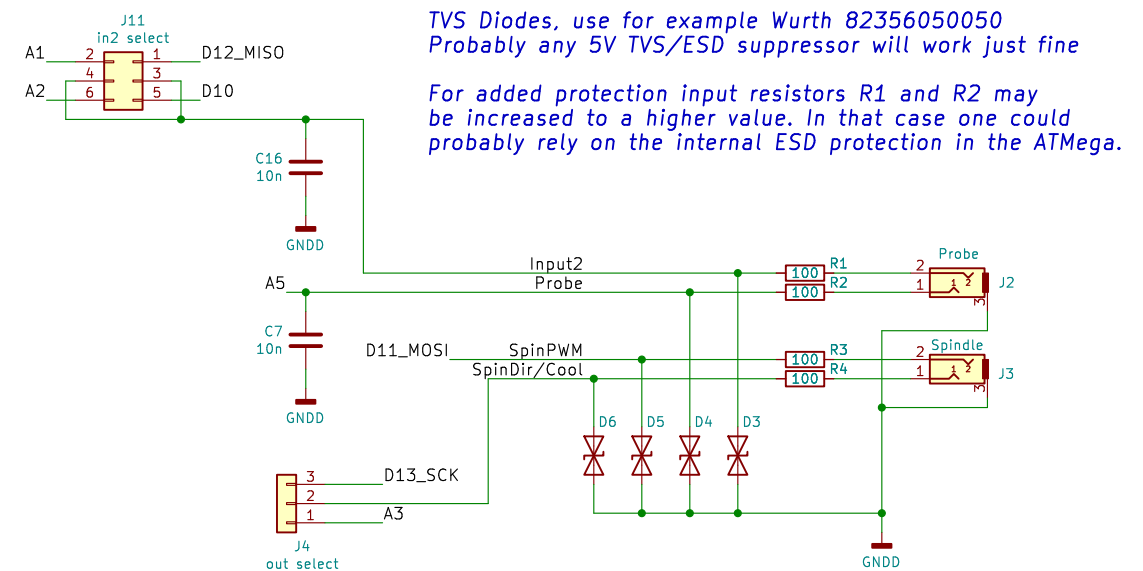 J11
in2 select
TVS Diodes, use for example Wurth 82356050050
Probably any 5V TVS/ESD suppressor will work just fine
A1 2 1 D12_MISO
4 3
A2 6 5 D10
For added protection input resistors R1 and R2 may
be increased to a higher value. In that case one could
probably rely on the internal ESD protection in the ATMega.
C16
10n
GNDD
Input2 100 R1 2 Probe
A5 Probe 100 R2 1 1 2 J2
3
C7
10n
GNDD
D11_MOSI SpinPWM 100 R3 2 Spindle
SpinDir/Cool 100 R4 1 1 2 J3
3
D6 D5 D4 D3
3 D13_SCK
2
1 A3
J4
out select
GNDD